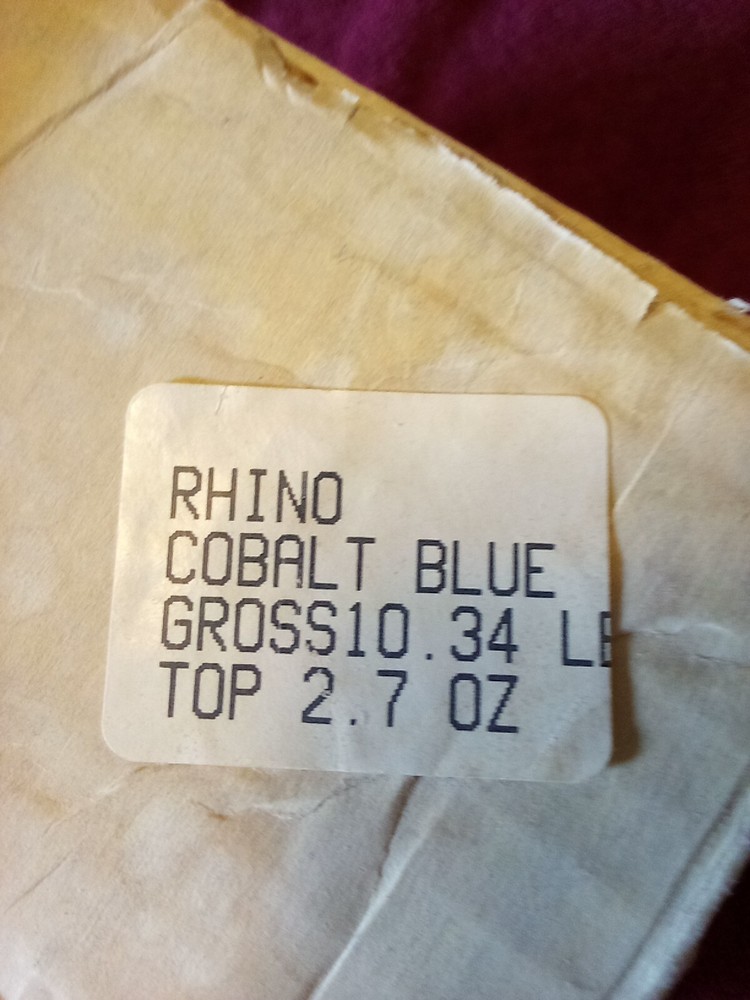 RHINO
COBALT BLUE
GROSS10.34
TOP 2.7 OZ